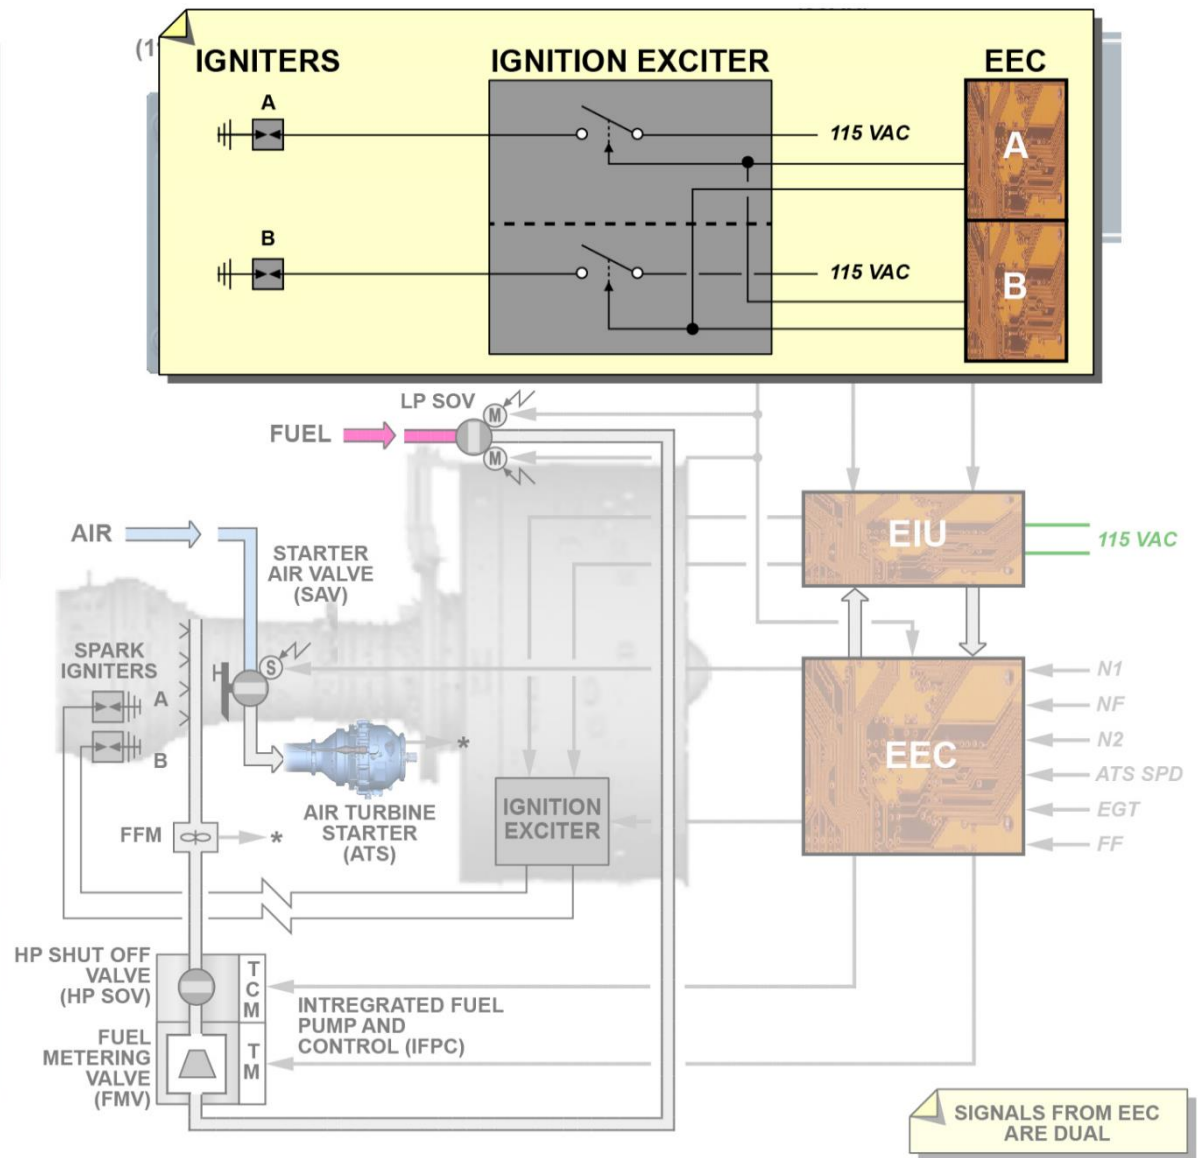 (1
IGNITERS
IGNITION EXCITER
EEC
A
115 VAC
A
B
115 VAC
B
LP SOV
M
FUEL
M
AIR
STARTER
AIR VALVE
(SAV)
EIU
115 VAC
SPARK
IGNITERS
A
B
S
*
AIR TURBINE
STARTER
(ATS)
IGNITION
EXCITER
EEC
N1
NF
N2
ATS SPD
EGT
FF
FFM
*
HP SHUT OFF
VALVE
(HP SOV)
T
C
M
INTREGRATED FUEL
PUMP AND
CONTROL (IFPC)
FUEL
METERING
VALVE
(FMV)
T
M
SIGNALS FROM EEC
ARE DUAL